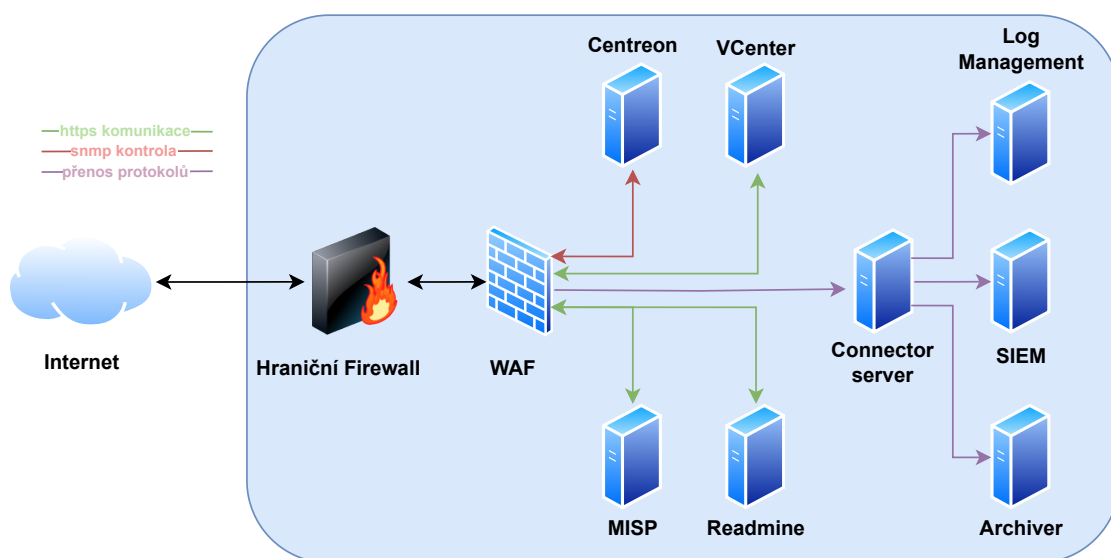 Centreon
VCenter
Log
Management
https komunikace
snmp kontrola
přenos protokolů
Internet
Hraniční Firewall
WAF
Connector
server
SIEM
MISP
Readmine
Archiver